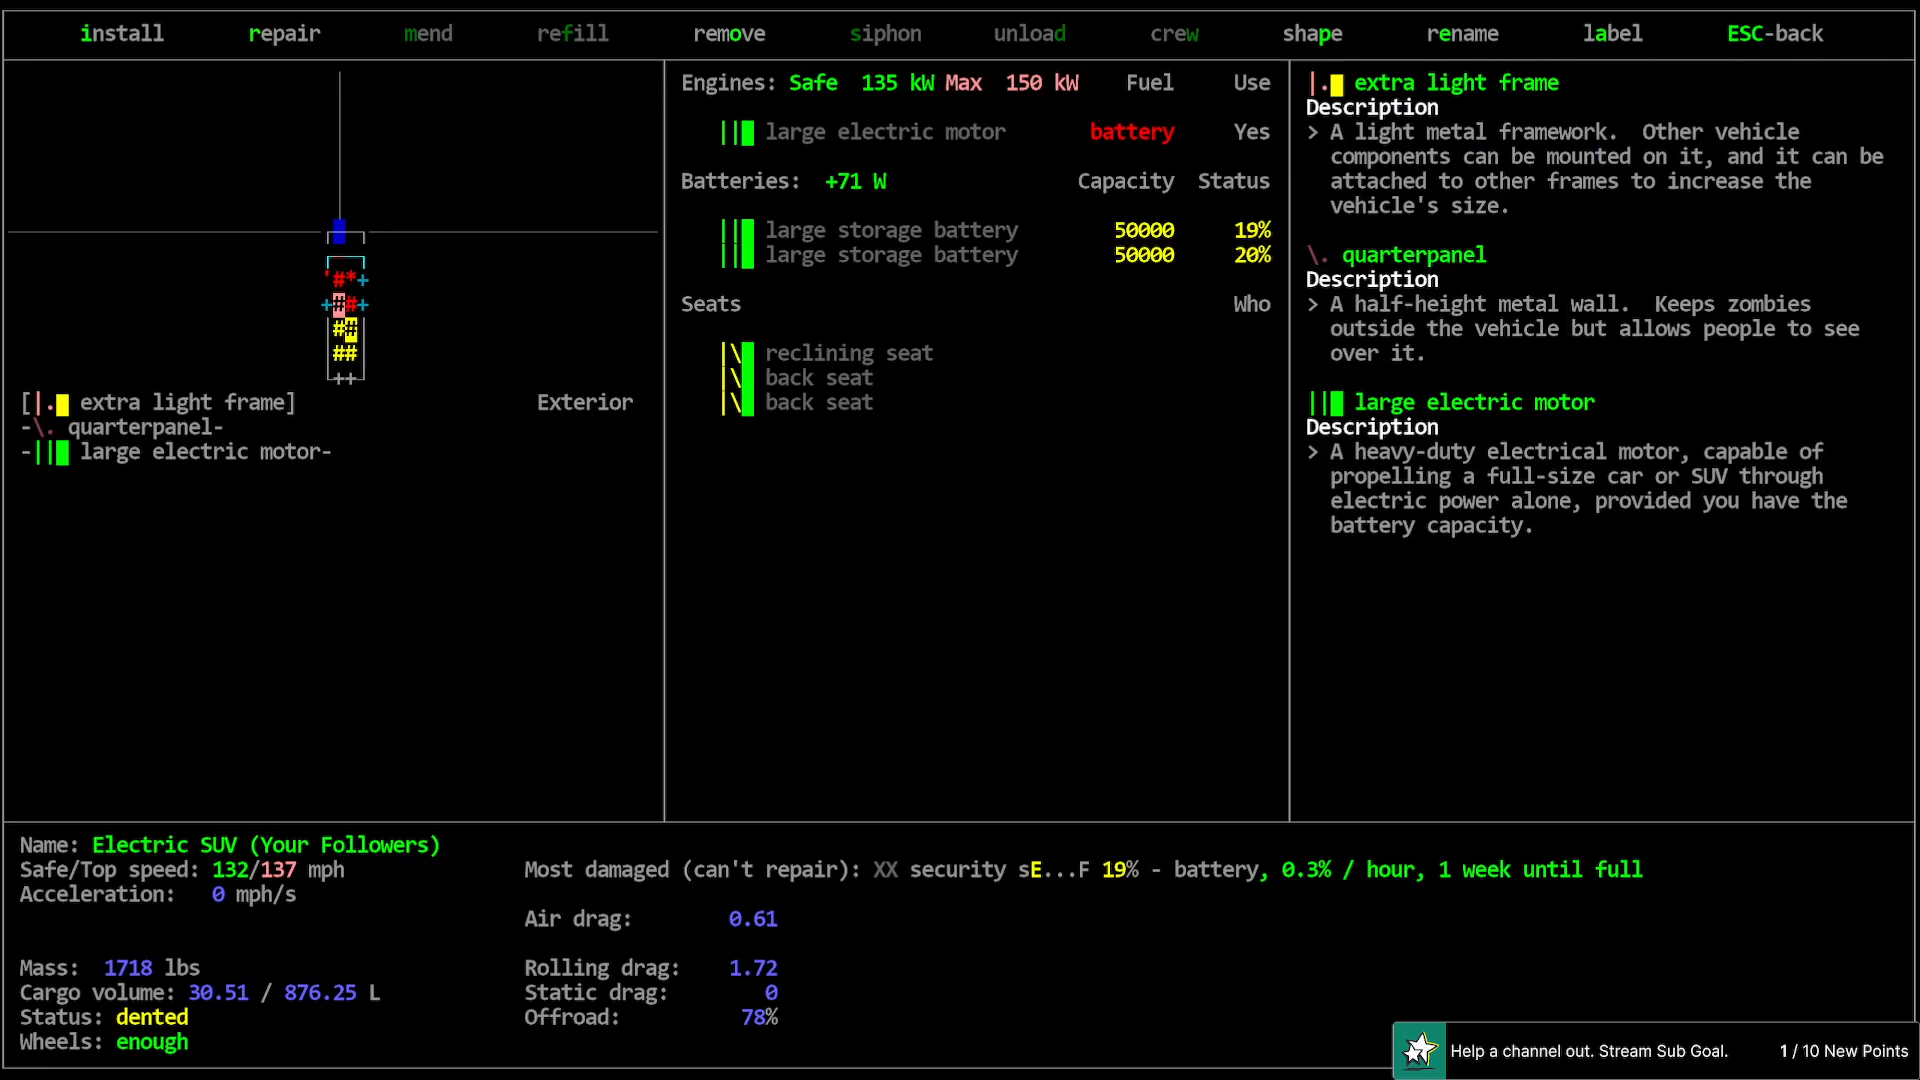 install repair mend refill remove siphon unload crew shape rename label ESC-back
Engines: Safe 135 kW Max 150 kW Fuel Use
||█ large electric motor battery Yes
Batteries: +71 W Capacity Status
||█ large storage battery 50000 19%
||█ large storage battery 50000 20%
Seats Who
|\█ reclining seat
|\█ back seat
|\█ back seat
|.█ extra light frame
Description
> A light metal framework. Other vehicle
components can be mounted on it, and it can be
attached to other frames to increase the
vehicle's size.
\. quarterpanel
Description
> A half-height metal wall. Keeps zombies
outside the vehicle but allows people to see
over it.
||█ large electric motor
Description
> A heavy-duty electrical motor, capable of
propelling a full-size car or SUV through
electric power alone, provided you have the
battery capacity.
'#*+
+##+
##
##
++
[|.█ extra light frame] Exterior
-\. quarterpanel-
-||█ large electric motor-
Name: Electric SUV (Your Followers)
Safe/Top speed: 132/137 mph
Acceleration: 0 mph/s
Mass: 1718 lbs
Cargo volume: 30.51 / 876.25 L
Status: dented
Wheels: enough
Most damaged (can't repair): XX security sE...F 19% - battery, 0.3% / hour, 1 week until full
Air drag: 0.61
Rolling drag: 1.72
Static drag: 0
Offroad: 78%
Help a channel out. Stream Sub Goal. 1 / 10 New Points